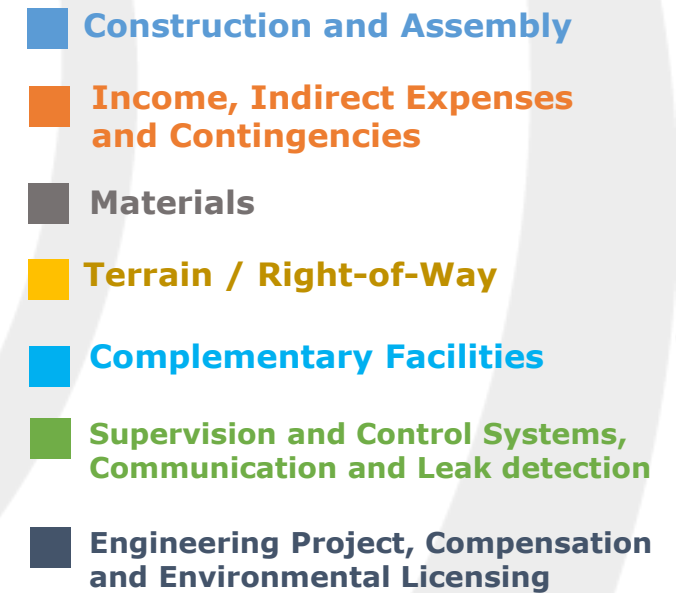 Construction and Assembly
Income, Indirect Expenses
and Contingencies
Materials
Terrain / Right-of-Way
Complementary Facilities
Supervision and Control Systems,
Communication and Leak detection
Engineering Project, Compensation
and Environmental Licensing